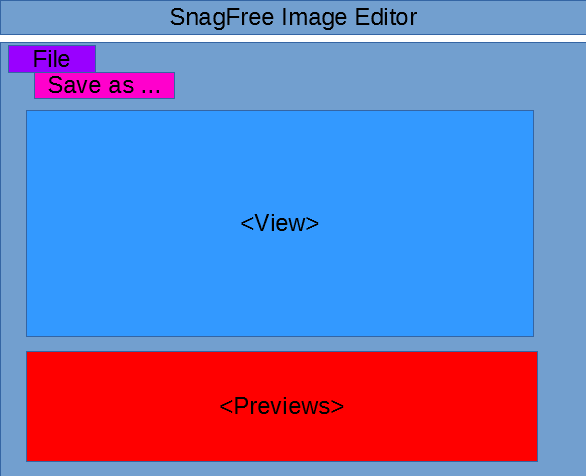 SnagFree Image Editor
File
Save as ...
<View>
<Previews>